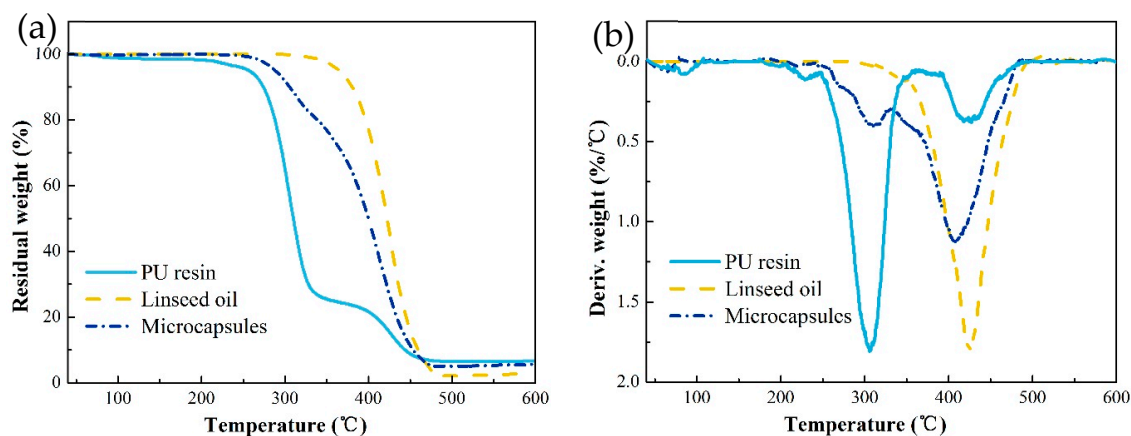 (a)
Residual weight (%)
100
80
60
40
20
0
PU resin
Linseed oil
Microcapsules
100
200
300
400
500
600
Temperature (℃)
(b)
Deriv. weight (%/℃)
0.0
0.5
1.0
1.5
2.0
PU resin
Linseed oil
Microcapsules
100
200
300
400
500
600
Temperature (℃)